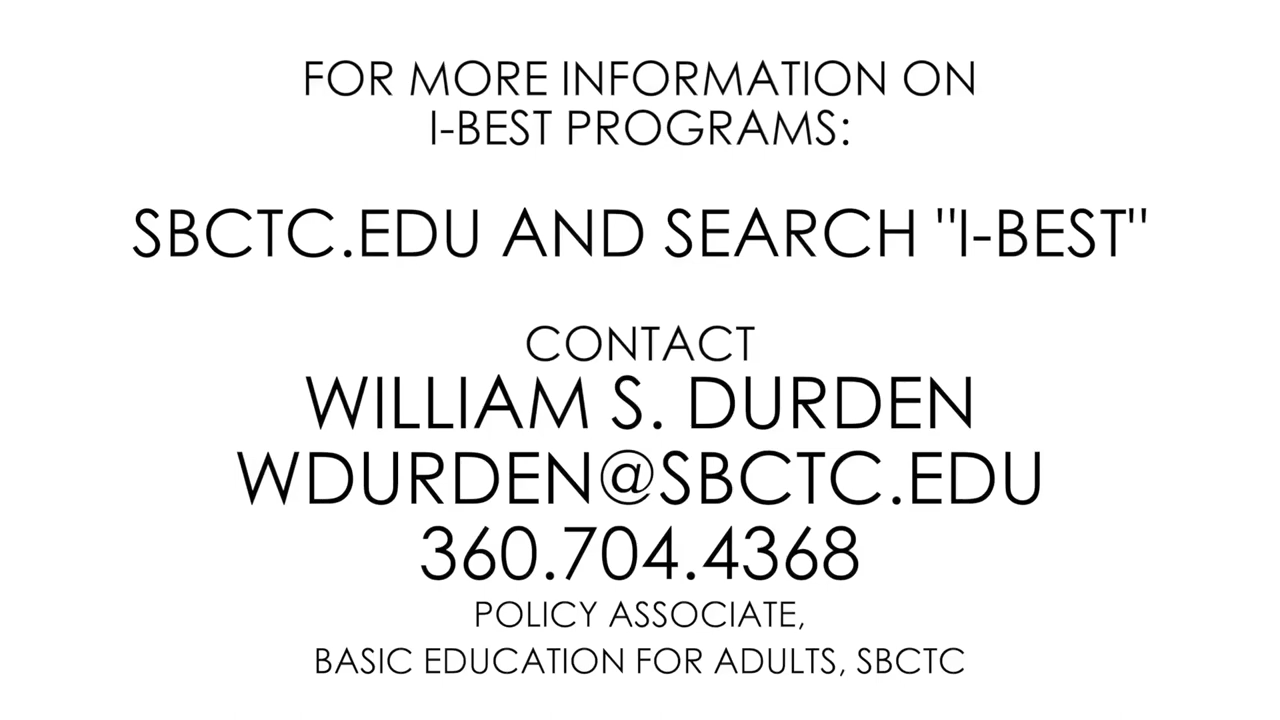 FOR MORE INFORMATION ON
I-BEST PROGRAMS:
SBCTC.EDU AND SEARCH "I-BEST"
CONTACT
WILLIAM S. DURDEN
WDURDEN@SBCTC.EDU
360.704.4368
POLICY ASSOCIATE,
BASIC EDUCATION FOR ADULTS, SBCTC